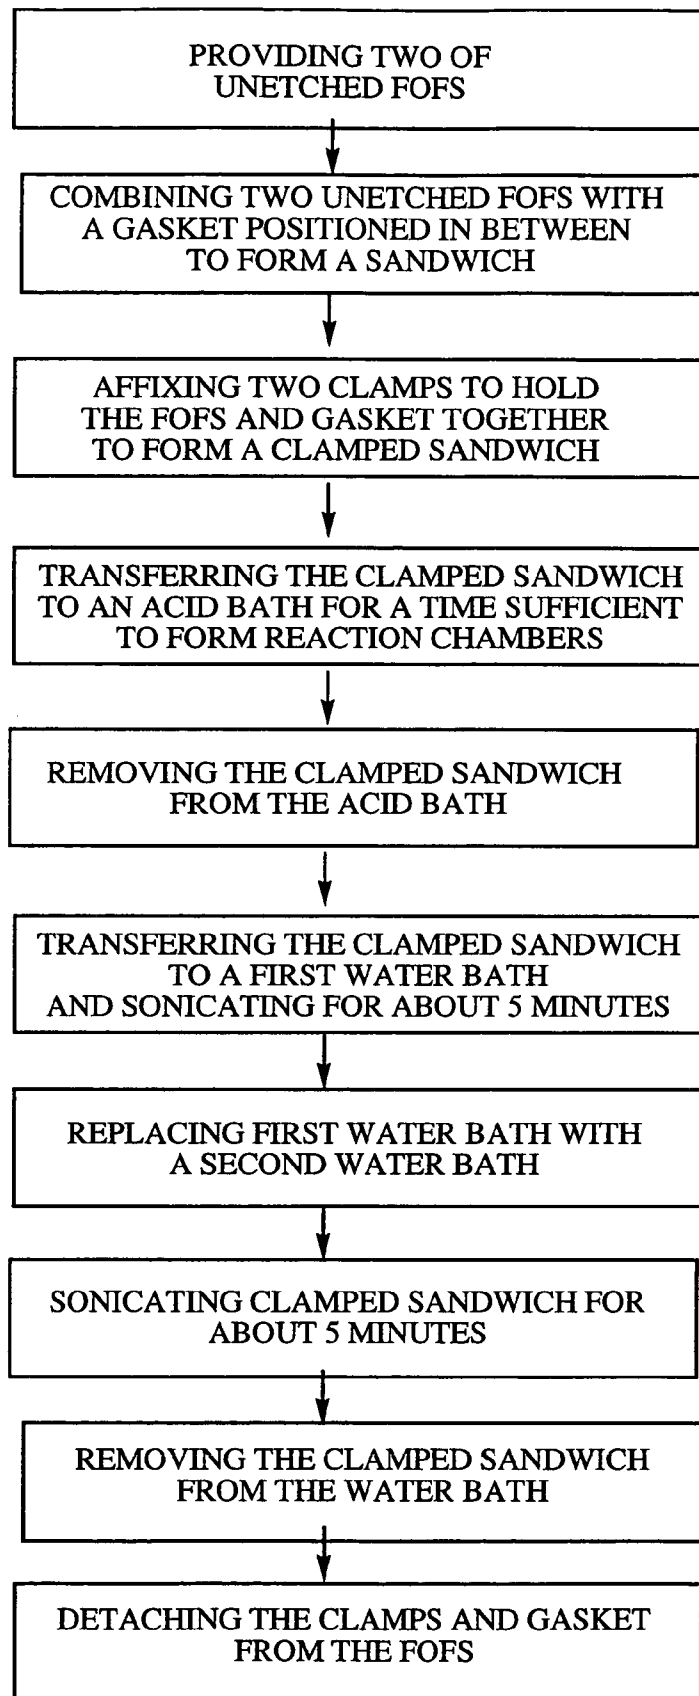 PROVIDING TWO OF
UNETCHED FOFS
COMBINING TWO UNETCHED FOFS WITH
A GASKET POSITIONED IN BETWEEN
TO FORM A SANDWICH
AFFIXING TWO CLAMPS TO HOLD
THE FOFS AND GASKET TOGETHER
TO FORM A CLAMPED SANDWICH
TRANSFERRING THE CLAMPED SANDWICH
TO AN ACID BATH FOR A TIME SUFFICIENT
TO FORM REACTION CHAMBERS
REMOVING THE CLAMPED SANDWICH
FROM THE ACID BATH
TRANSFERRING THE CLAMPED SANDWICH
TO A FIRST WATER BATH
AND SONICATING FOR ABOUT 5 MINUTES
REPLACING FIRST WATER BATH WITH
A SECOND WATER BATH
SONICATING CLAMPED SANDWICH FOR
ABOUT 5 MINUTES
REMOVING THE CLAMPED SANDWICH
FROM THE WATER BATH
DETACHING THE CLAMPS AND GASKET
FROM THE FOFS